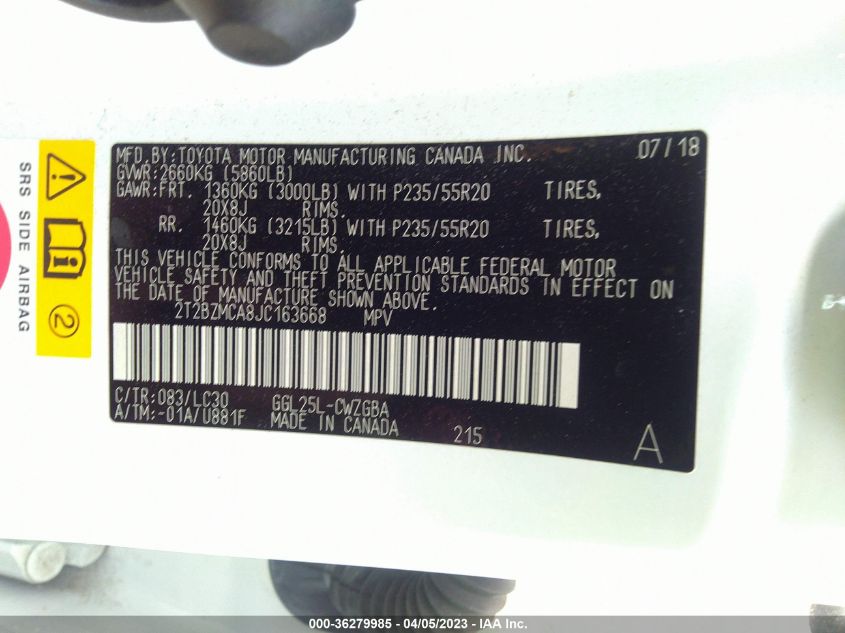 SRS SIDE AIRBAG
2
MFD.BY:TOYOTA MOTOR MANUFACTURING CANADA INC. 07/18
GVWR:2660KG (5860LB)
GAWR:FRT. 1360KG (3000LB) WITH P235/55R20 TIRES,
20X8J RIMS.
RR. 1460KG (3215LB) WITH P235/55R20 TIRES,
20X8J RIMS.
THIS VEHICLE CONFORMS TO ALL APPLICABLE FEDERAL MOTOR
VEHICLE SAFETY AND THEFT PREVENTION STANDARDS IN EFFECT ON
THE DATE OF MANUFACTURE SHOWN ABOVE.
2T2BZMCA8JC163668 MPV
C/TR:083/LC30 GGL25L-CWZGBA
A/TM:-01A/U881F MADE IN CANADA 215
A
000-36279985 - 04/05/2023 - IAA Inc.